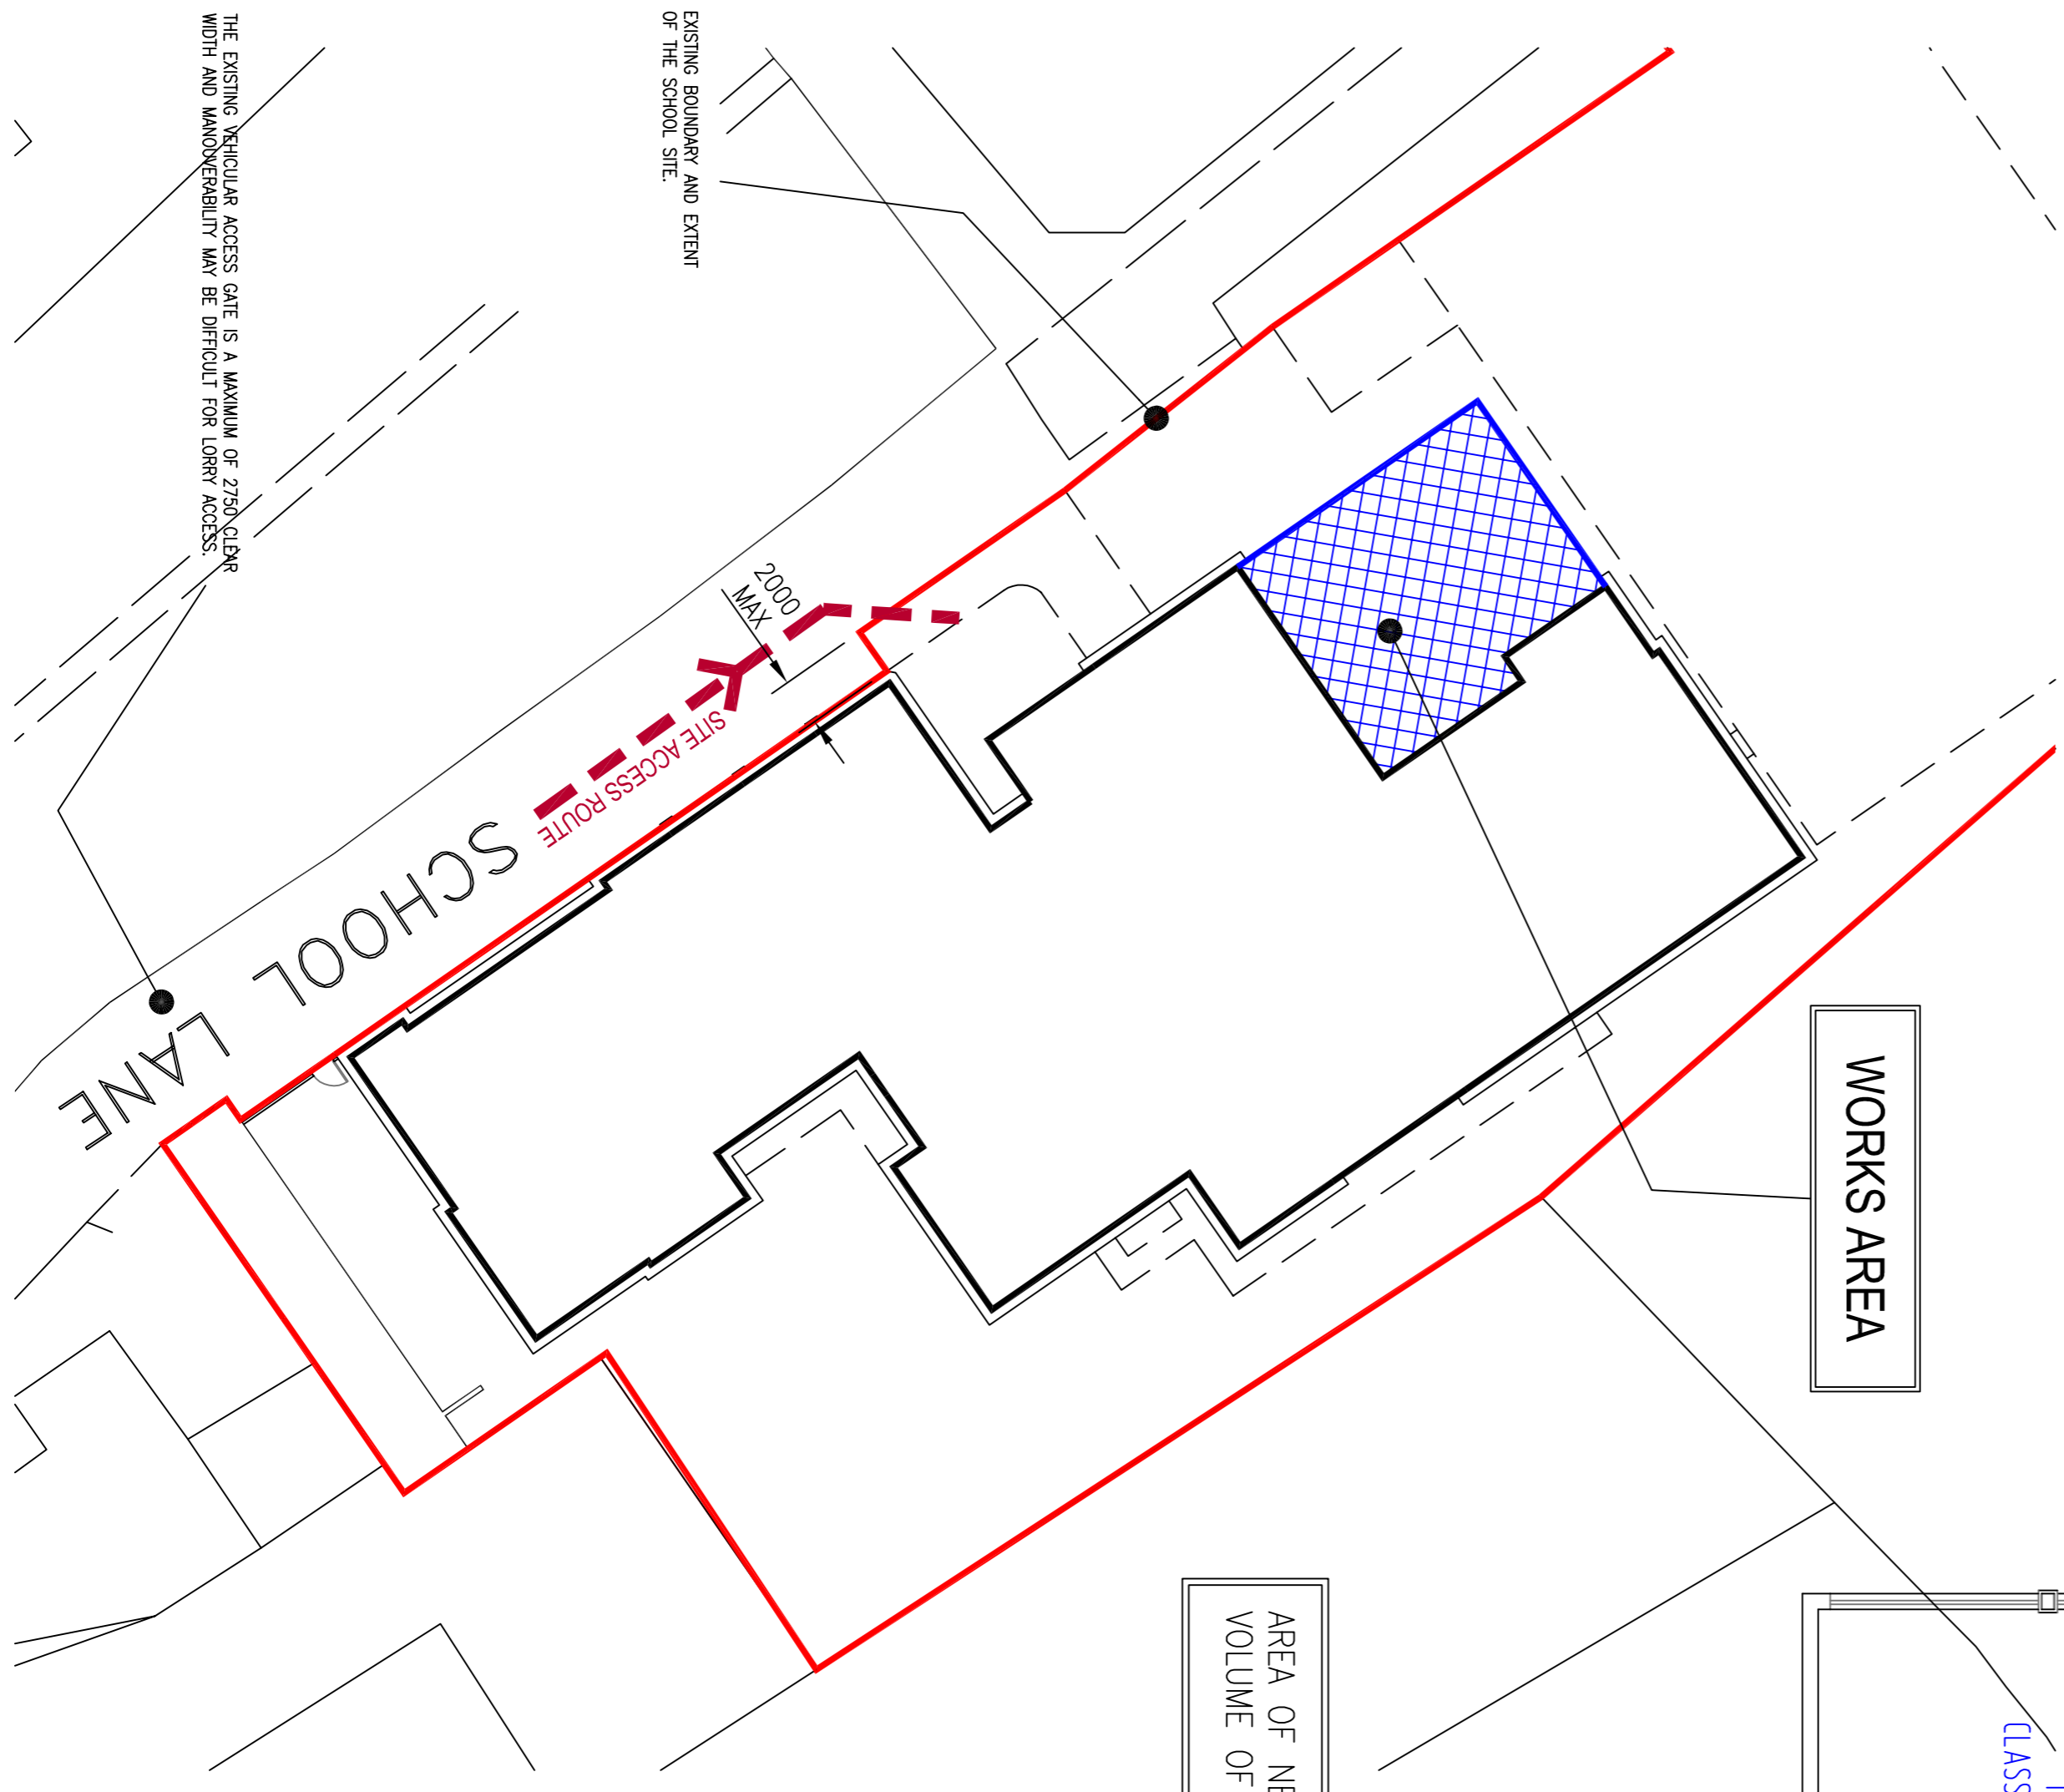 THE EXISTING VEHICULAR ACCESS GATE IS A MAXIMUM OF 2750 CLEAR
WIDTH AND MANOUVERABILITY MAY BE DIFFICULT FOR LORRY ACCESS.
EXISTING BOUNDARY AND EXTENT
OF THE SCHOOL SITE.
2000
MAX
SITE ACCESS ROUTE
SCHOOL LANE
WORKS AREA
AREA OF NE
VOLUME OF
CLASS